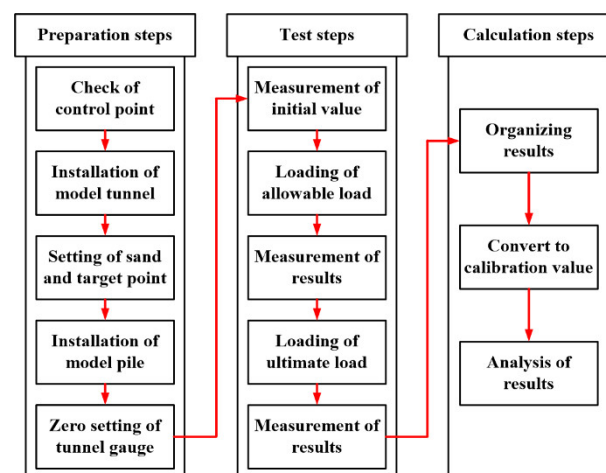 Preparation steps
Check of
control point
Installation of
model tunnel
Setting of sand
and target point
Installation of
model pile
Zero setting of
tunnel gauge
Test steps
Measurement of
initial value
Loading of
allowable load
Measurement of
results
Loading of
ultimate load
Measurement of
results
Calculation steps
Organizing
results
Convert to
calibration value
Analysis of
results